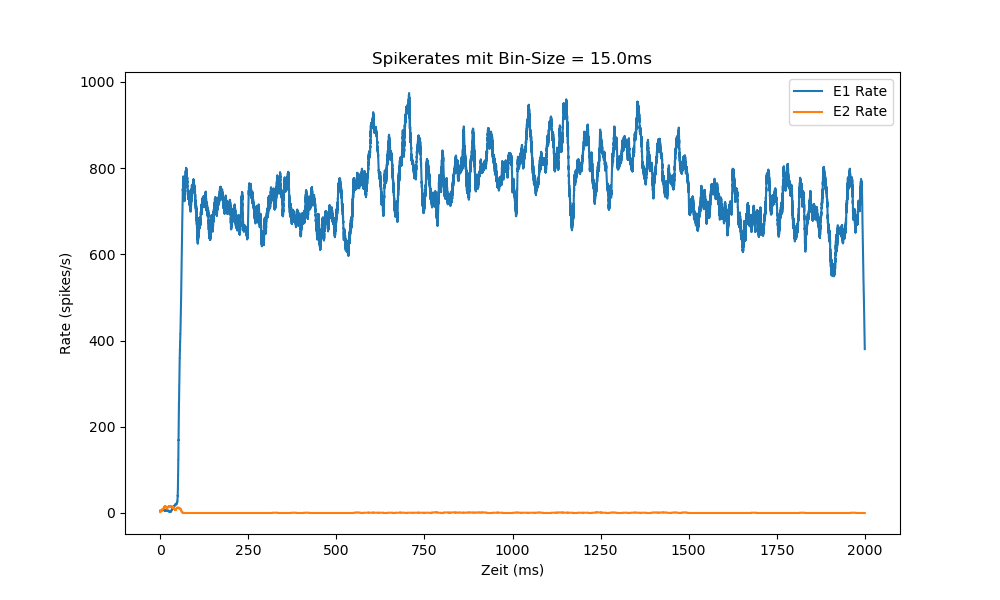 Spikerates mit Bin-Size = 15.0ms
E1 Rate
E2 Rate
1000
800
600
400
200
0
Rate (spikes/s)
0 250 500 750 1000 1250 1500 1750 2000
Zeit (ms)